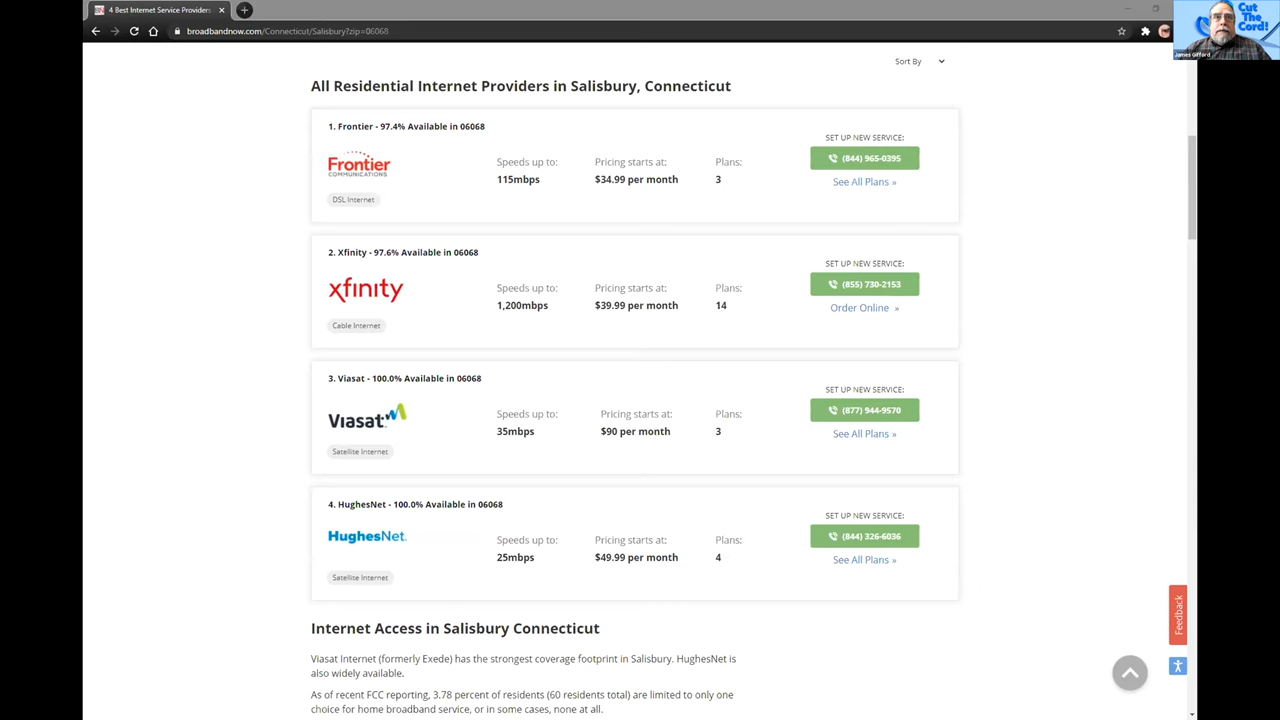 4 Best Internet Service Providers
broadbandnow.com/Connecticut/Salisbury?zip=06068
Cut
The
Cord!
James Gifford
Sort By
All Residential Internet Providers in Salisbury, Connecticut
1. Frontier - 97.4% Available in 06068
Frontier
COMMUNICATIONS
DSL Internet
Speeds up to:
115mbps
Pricing starts at:
$34.99 per month
Plans:
3
SET UP NEW SERVICE:
(844) 965-0395
See All Plans »
2. Xfinity - 97.6% Available in 06068
xfinity
Cable Internet
Speeds up to:
1,200mbps
Pricing starts at:
$39.99 per month
Plans:
14
SET UP NEW SERVICE:
(855) 730-2153
Order Online »
3. Viasat - 100.0% Available in 06068
Viasat
Satellite Internet
Speeds up to:
35mbps
Pricing starts at:
$90 per month
Plans:
3
SET UP NEW SERVICE:
(877) 944-9570
See All Plans »
4. HughesNet - 100.0% Available in 06068
HughesNet.
Satellite Internet
Speeds up to:
25mbps
Pricing starts at:
$49.99 per month
Plans:
4
SET UP NEW SERVICE:
(844) 326-6036
See All Plans »
Feedback
Internet Access in Salisbury Connecticut
Viasat Internet (formerly Exede) has the strongest coverage footprint in Salisbury. HughesNet is
also widely available.
As of recent FCC reporting, 3.78 percent of residents (60 residents total) are limited to only one
choice for home broadband service, or in some cases, none at all.